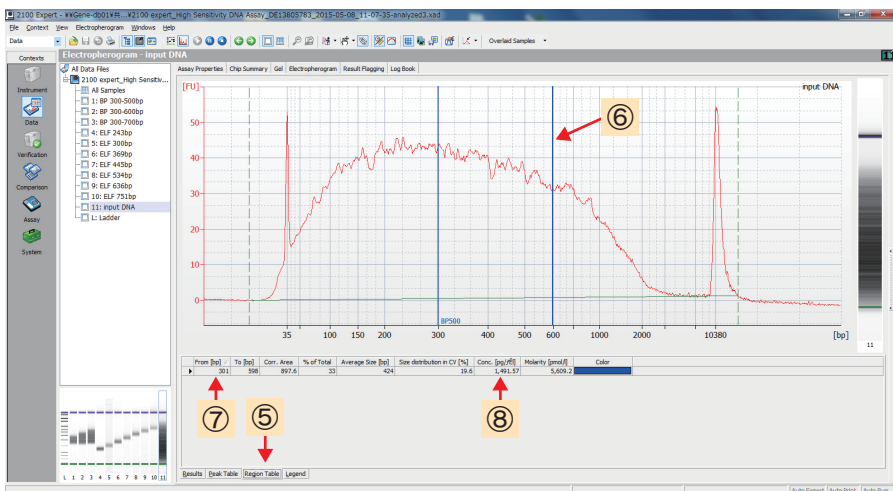 2100 Expert - ¥¥Gene-db01¥共...¥2100 expert_High Sensitivity DNA Assay_DE13805783_2015-05-08_11-07-35-analyzed3.xad
File Context View Electropherogram Windows Help
Data
Overlaid Samples
Contexts
Electropherogram - input DNA
Instrument
Data
Verification
Comparison
Assay
System
All Data Files
2100 expert_High Sensitiv...
All Samples
1: BP 300-500bp
2: BP 300-600bp
3: BP 300-700bp
4: ELF 243bp
5: ELF 300bp
6: ELF 369bp
7: ELF 445bp
8: ELF 534bp
9: ELF 636bp
10: ELF 751bp
11: input DNA
L: Ladder
Assay Properties Chip Summary Gel Electropherogram Result Flagging Log Book
[FU]
input DNA
⑥
50
40
30
20
10
0
BP500
35 100 150 200 300 400 500 600 1000 2000 10380 [bp]
11
From [bp] To [bp] Corr. Area % of Total Average Size [bp] Size distribution in CV [%] Conc. [pg/㎕] Molarity [pmol/l] Color
301 598 897.6 33 424 19.6 1,491.57 5,609.2
⑦ ⑤ ⑧
L 1 2 3 4 5 6 7 8 9 10 11
Results Peak Table Region Table Legend
Auto Export Auto Print Auto Run